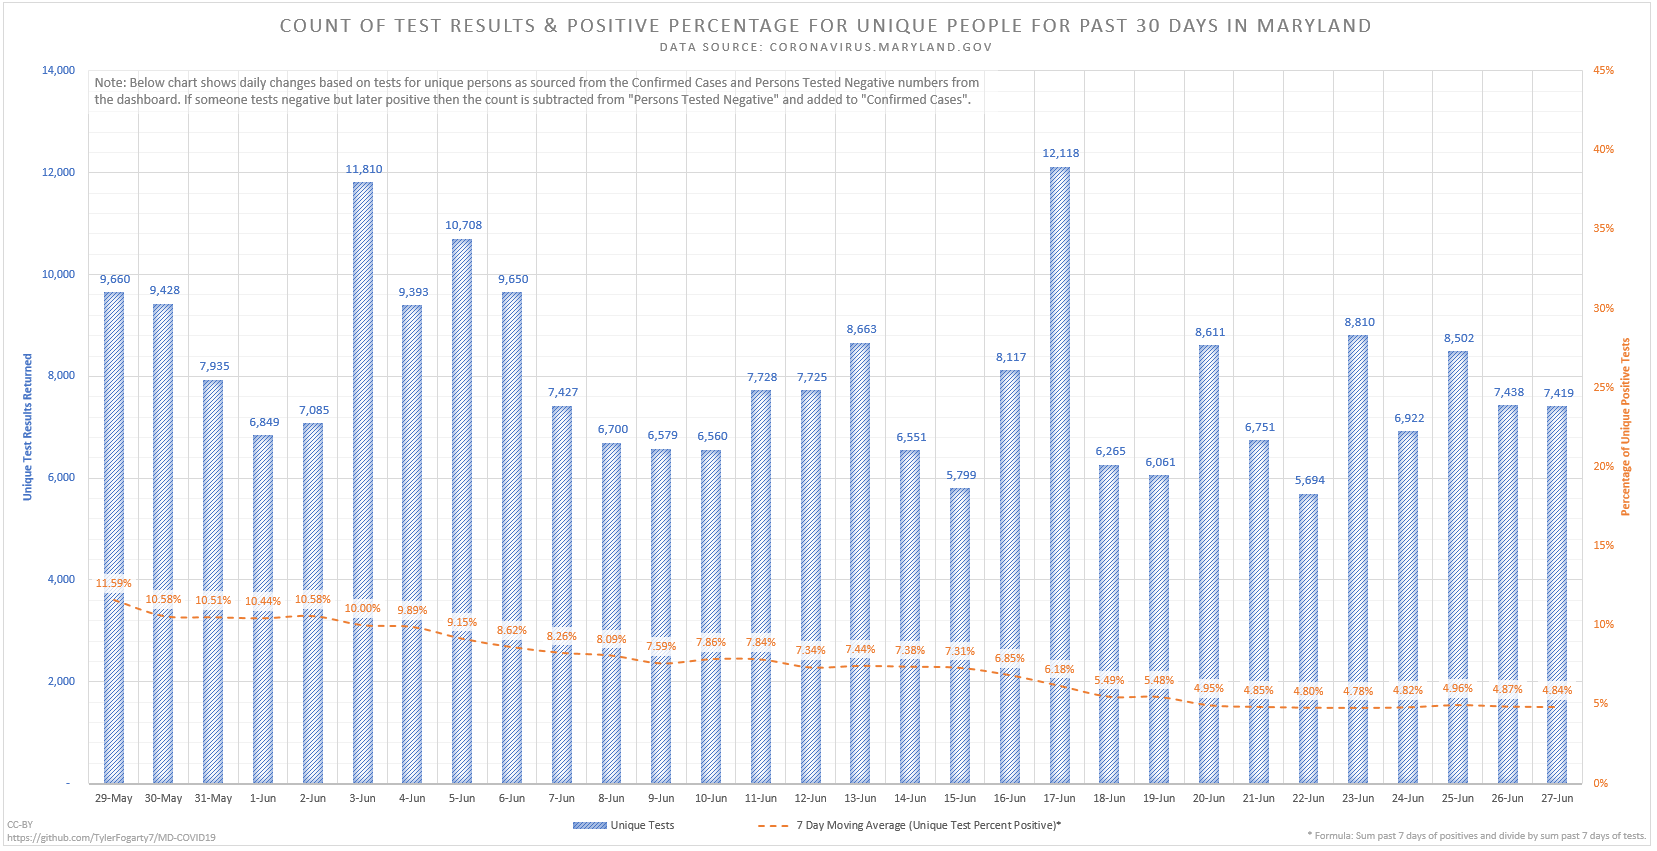 COUNT OF TEST RESULTS & POSITIVE PERCENTAGE FOR UNIQUE PEOPLE FOR PAST 30 DAYS IN MARYLAND
DATA SOURCE: CORONAVIRUS.MARYLAND.GOV
Note: Below chart shows daily changes based on tests for unique persons as sourced from the Confirmed Cases and Persons Tested Negative numbers from
the dashboard. If someone tests negative but later positive then the count is subtracted from "Persons Tested Negative" and added to "Confirmed Cases".
Unique Test Results Returned
14,000
12,000
10,000
8,000
6,000
4,000
2,000
-
9,660 9,428 7,935 6,849 7,085 11,810 9,393 10,708 9,650 7,427 6,700 6,579 6,560 7,728 7,725 8,663 6,551 5,799 8,117 12,118 6,265 6,061 8,611 6,751 5,694 8,810 6,922 8,502 7,438 7,419
11.59% 10.58% 10.51% 10.44% 10.58% 10.00% 9.89% 9.15% 8.62% 8.26% 8.09% 7.59% 7.86% 7.84% 7.34% 7.44% 7.38% 7.31% 6.85% 6.18% 5.49% 5.48% 4.95% 4.85% 4.80% 4.78% 4.82% 4.96% 4.87% 4.84%
45%
40%
35%
30%
25%
20%
15%
10%
5%
0%
Percentage of Unique Positive Tests
29-May 30-May 31-May 1-Jun 2-Jun 3-Jun 4-Jun 5-Jun 6-Jun 7-Jun 8-Jun 9-Jun 10-Jun 11-Jun 12-Jun 13-Jun 14-Jun 15-Jun 16-Jun 17-Jun 18-Jun 19-Jun 20-Jun 21-Jun 22-Jun 23-Jun 24-Jun 25-Jun 26-Jun 27-Jun
Unique Tests
7 Day Moving Average (Unique Test Percent Positive)*
CC-BY
https://github.com/TylerFogarty7/MD-COVID19
* Formula: Sum past 7 days of positives and divide by sum past 7 days of tests.